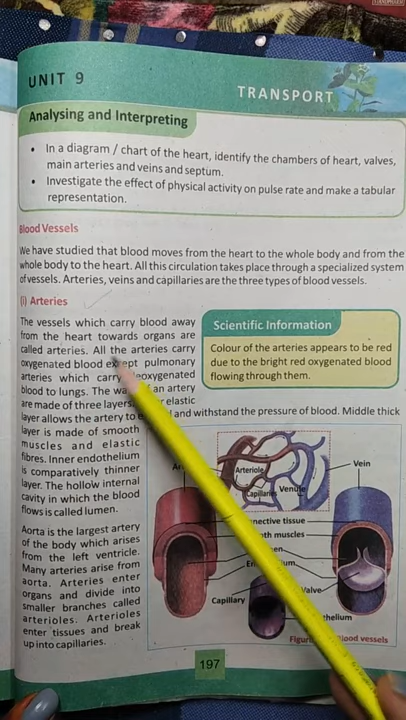 UNIT 9
TRANSPORT
Analysing and Interpreting
• In a diagram / chart of the heart, identify the chambers of heart, valves,
main arteries and veins and septum.
• Investigate the effect of physical activity on pulse rate and make a tabular
representation.
Blood Vessels
We have studied that blood moves from the heart to the whole body and from the
whole body to the heart. All this circulation takes place through a specialized system
of vessels. Arteries, veins and capillaries are the three types of blood vessels.
(i) Arteries
The vessels which carry blood away
from the heart towards organs are
called arteries. All the arteries carry
oxygenated blood except pulmonary
arteries which carry
blood to lungs. The an artery
are made of three layers. elastic
layer allows the artery to and withstand the pressure of blood. Middle thick
layer is made of smooth
muscles and elastic
fibres. Inner endothelium
is comparatively thinner
layer. The hollow internal
cavity in which the blood
flows is called lumen.
Aorta is the largest artery
of the body which arises
from the left ventricle.
Many arteries arise from
aorta. Arteries enter
organs and divide into
smaller branches called
arterioles. Arterioles
enter tissues and break
up into capillaries.
Scientific Information
Colour of the arteries appears to be red
due to the bright red oxygenated blood
flowing through them.
Arteriole
Capillaries
Venule
Vein
tissue
muscles
Valve
Capillary
Blood vessels
197